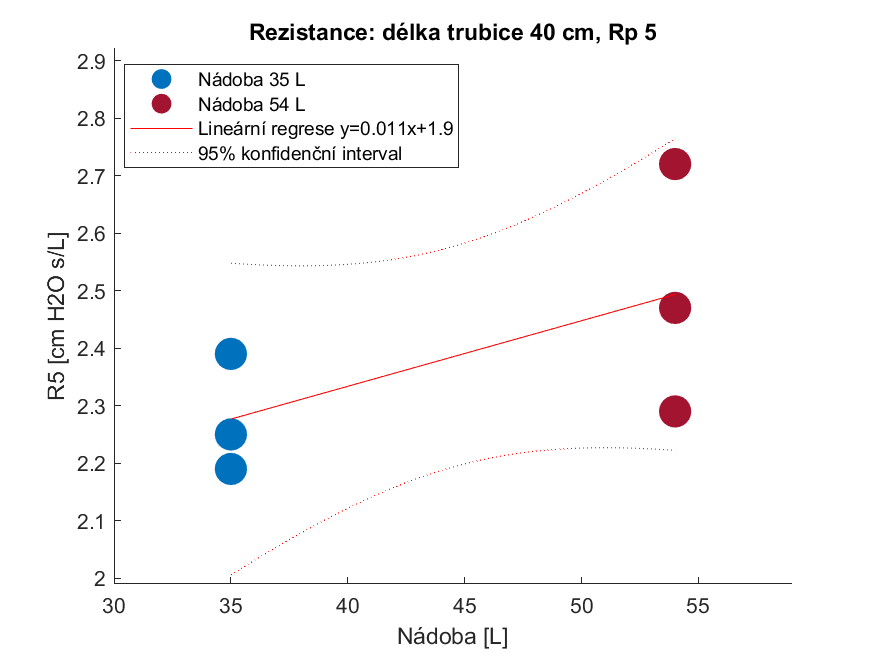 Rezistance: délka trubice 40 cm, Rp 5
Nádoba 35 L
Nádoba 54 L
Lineární regrese y=0.011x+1.9
95% konfidenční interval
R5 [cm H2O s/L]
2.9
2.8
2.7
2.6
2.5
2.4
2.3
2.2
2.1
2
30 35 40 45 50 55
Nádoba [L]